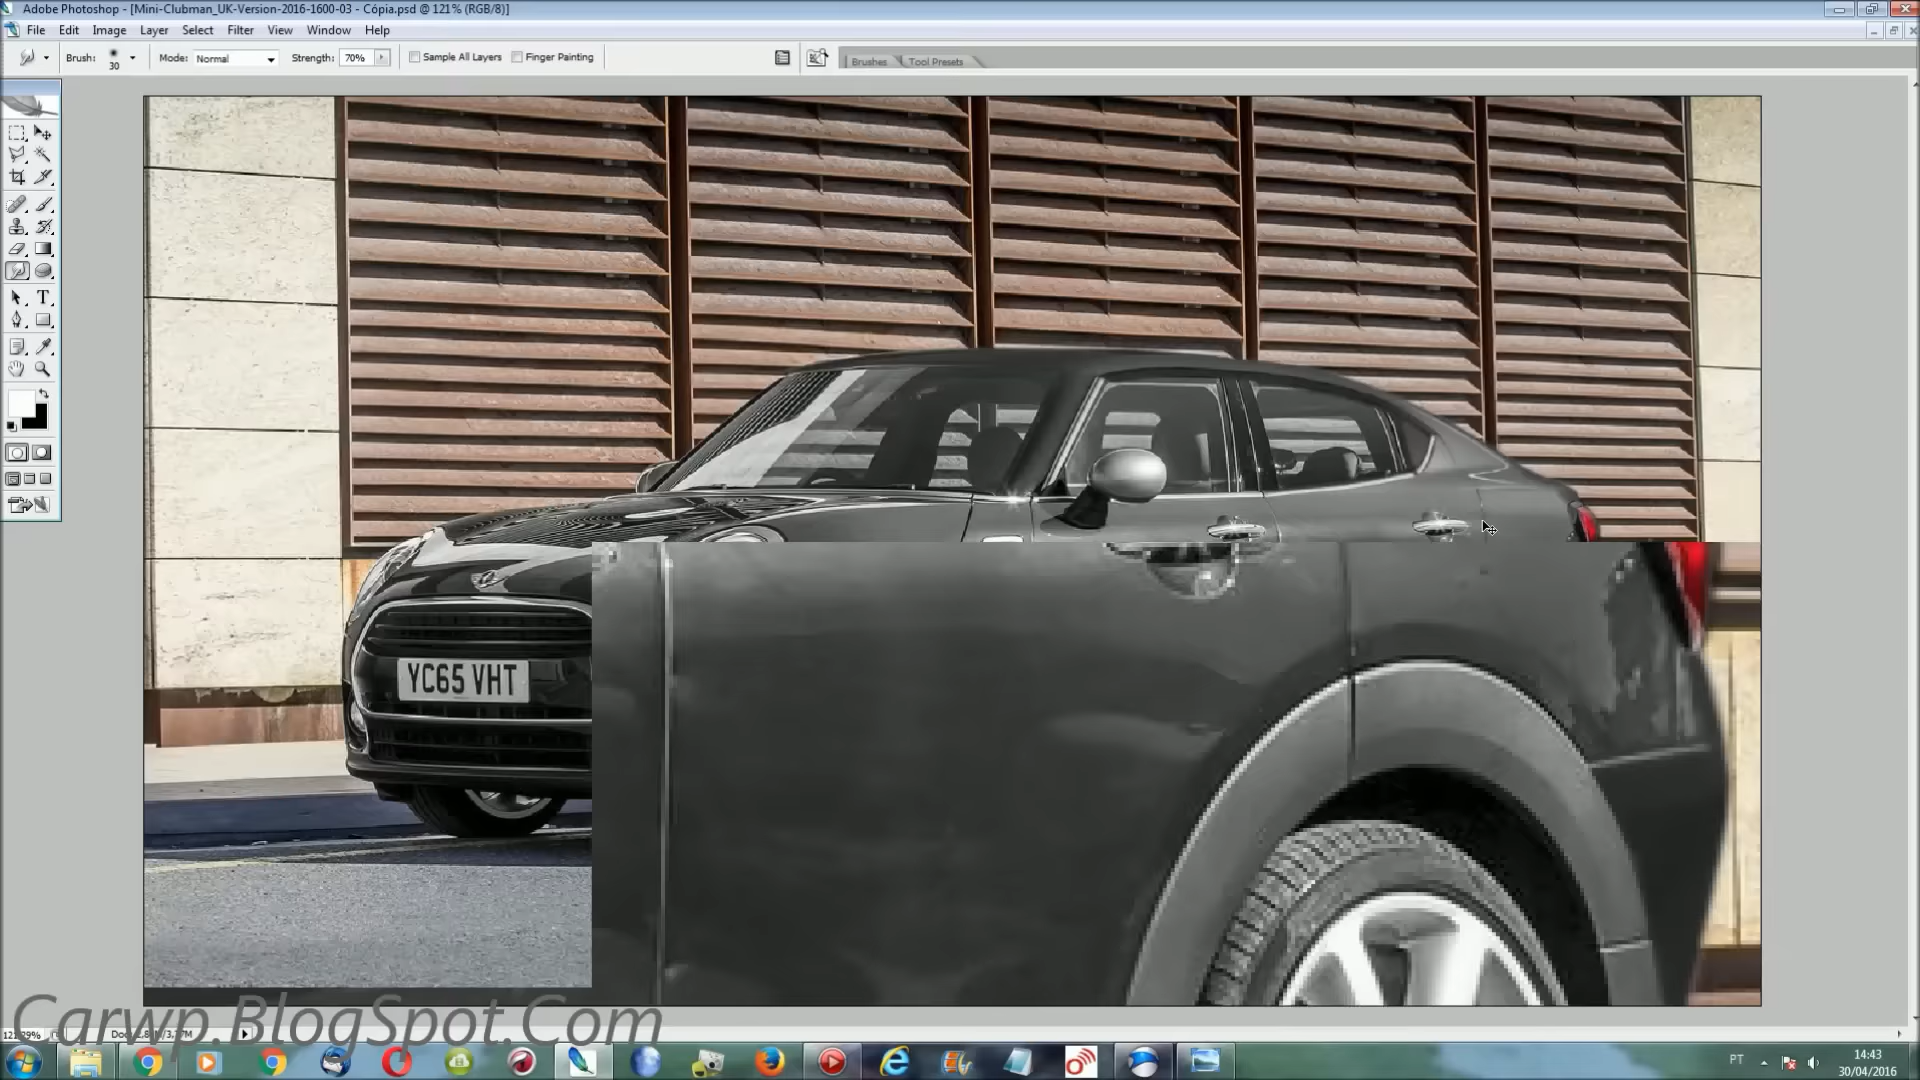 Adobe Photoshop - [Mini-Clubman_UK-Version-2016-1600-03 - Cópia.psd @ 121% (RGB/8)]
File Edit Image Layer Select Filter View Window Help
Brush: 30 Mode: Normal Strength: 70% Sample All Layers Finger Painting Brushes Tool Presets
YC65 VHT
Carwp.BlogSpot.Com
PT 14:43
30/04/2016